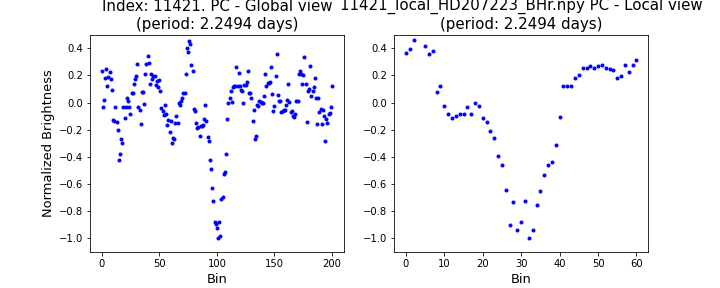 Index: 11421. PC - Global view
(period: 2.2494 days)
11421_local_HD207223_BHr.npy PC - Local view
(period: 2.2494 days)
Normalized Brightness
0.4
0.2
0.0
−0.2
−0.4
−0.6
−0.8
−1.0
0 50 100 150 200
Bin
0.4
0.2
0.0
−0.2
−0.4
−0.6
−0.8
−1.0
0 10 20 30 40 50 60
Bin